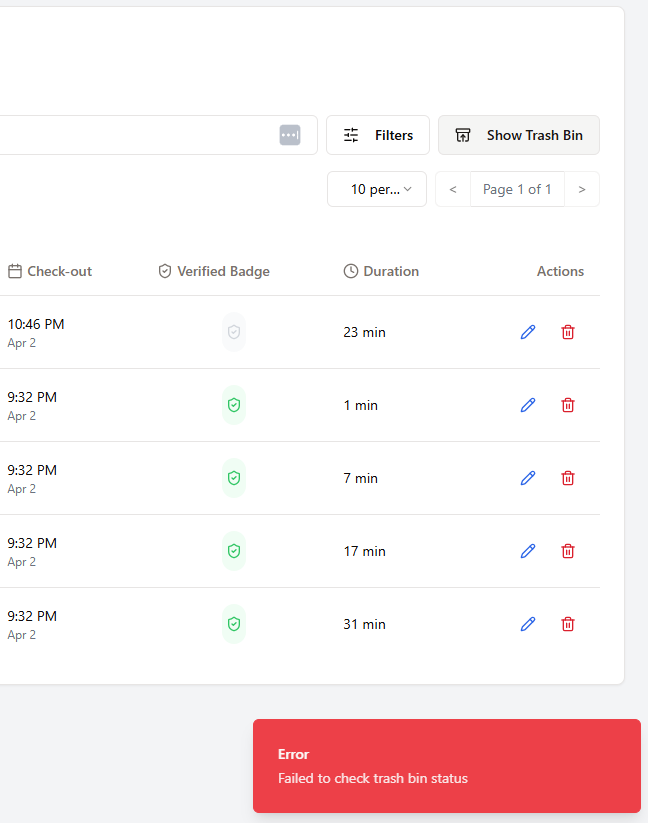 Filters
Show Trash Bin
10 per...
< Page 1 of 1 >
Check-out Verified Badge Duration Actions
10:46 PM
Apr 2
23 min
9:32 PM
Apr 2
1 min
9:32 PM
Apr 2
7 min
9:32 PM
Apr 2
17 min
9:32 PM
Apr 2
31 min
Error
Failed to check trash bin status